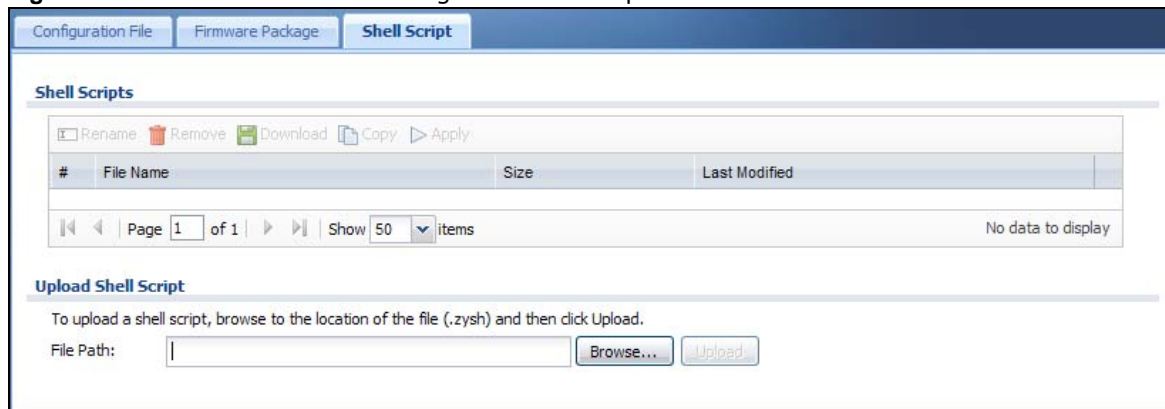 Configuration File Firmware Package Shell Script
Shell Scripts
Rename Remove Download Copy Apply
# File Name Size Last Modified
Page 1 of 1 Show 50 items No data to display
Upload Shell Script
To upload a shell script, browse to the location of the file (.zysh) and then click Upload.
File Path: Browse... Upload